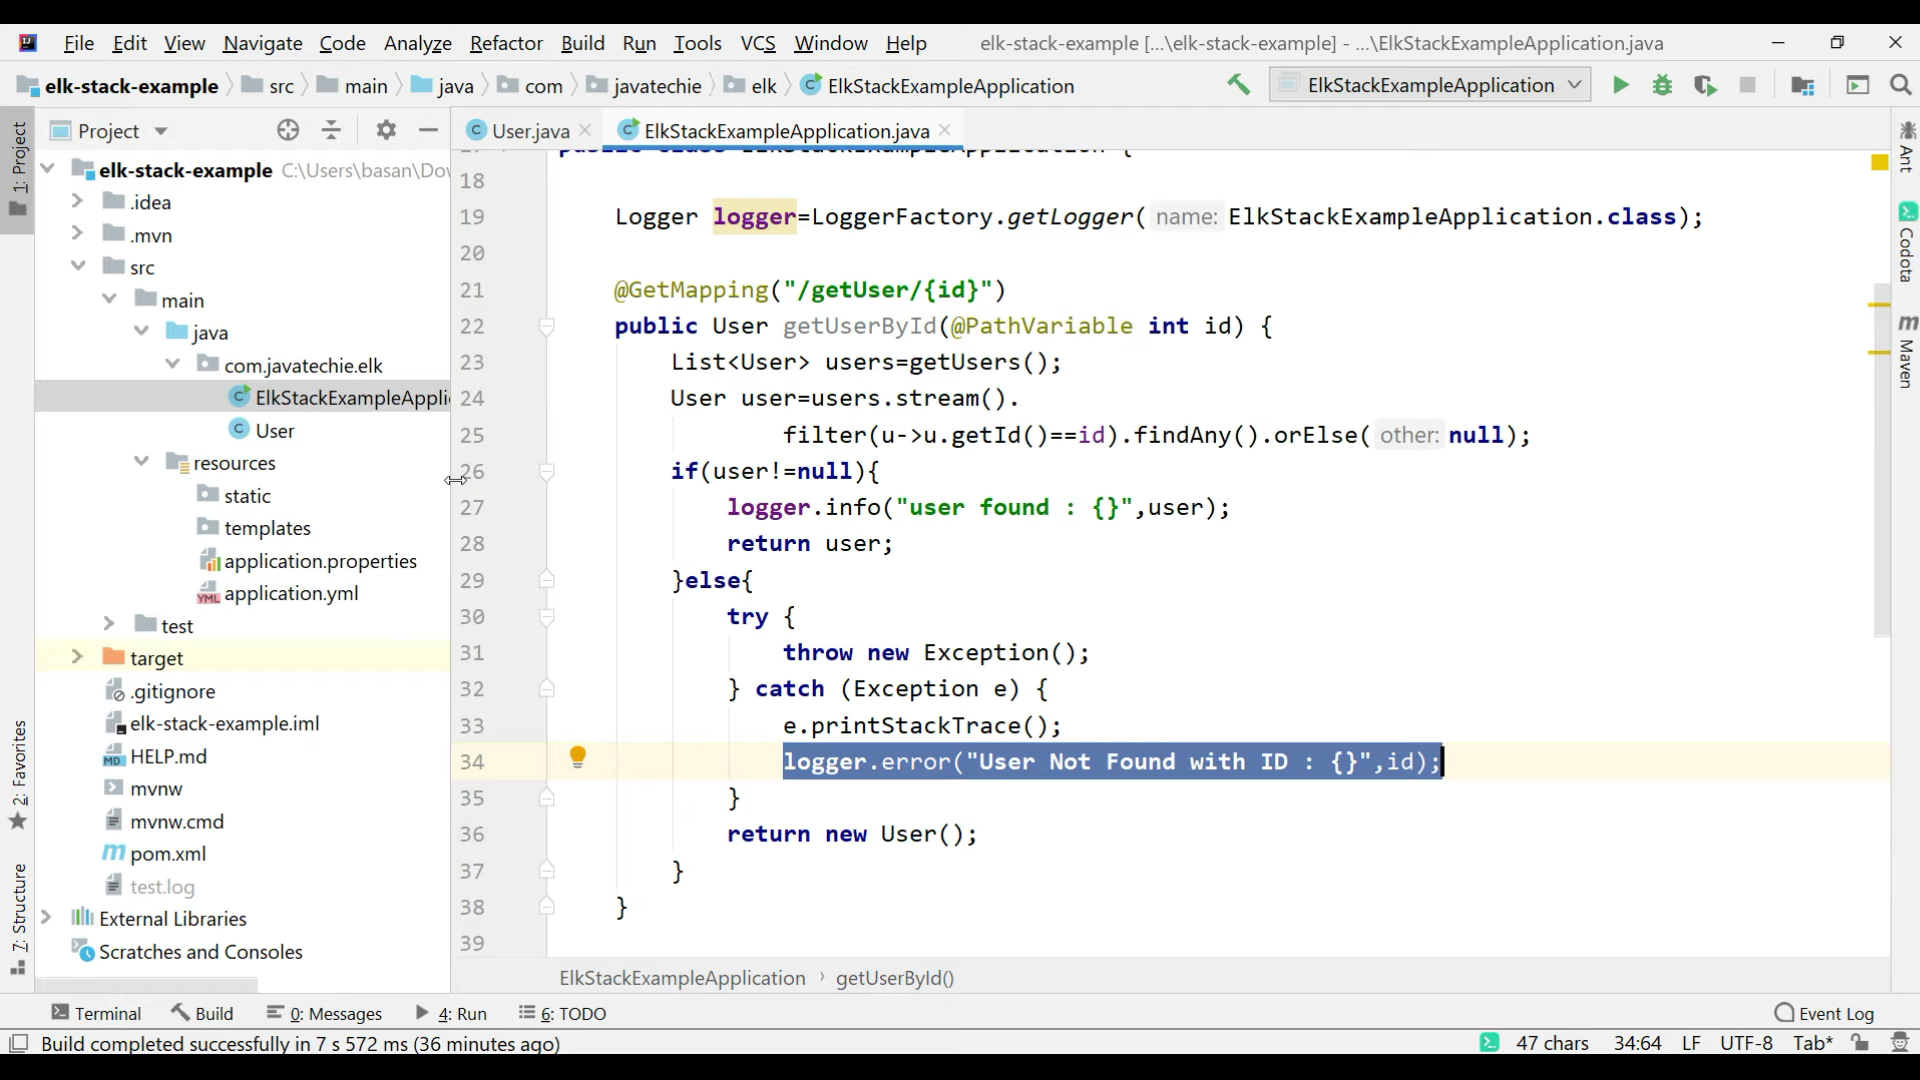 File Edit View Navigate Code Analyze Refactor Build Run Tools VCS Window Help elk-stack-example [...\elk-stack-example] - ...\ElkStackExampleApplication.java
elk-stack-example src main java com javatechie elk ElkStackExampleApplication ElkStackExampleApplication
Project
User.java ElkStackExampleApplication.java
1: Project
2: Favorites
7: Structure
elk-stack-example C:\Users\basan\Dov
.idea
.mvn
src
main
java
com.javatechie.elk
ElkStackExampleAppli
User
resources
static
templates
application.properties
application.yml
test
target
.gitignore
elk-stack-example.iml
HELP.md
mvnw
mvnw.cmd
pom.xml
test.log
External Libraries
Scratches and Consoles
18
19 Logger logger=LoggerFactory.getLogger( name: ElkStackExampleApplication.class);
20
21 @GetMapping("/getUser/{id}")
22 public User getUserById(@PathVariable int id) {
23 List<User> users=getUsers();
24 User user=users.stream().
25 filter(u->u.getId()==id).findAny().orElse( other: null);
26 if(user!=null){
27 logger.info("user found : {}",user);
28 return user;
29 }else{
30 try {
31 throw new Exception();
32 } catch (Exception e) {
33 e.printStackTrace();
34 logger.error("User Not Found with ID : {}",id);
35 }
36 return new User();
37 }
38 }
39
ElkStackExampleApplication › getUserById()
Ant
Codota
Maven
Terminal Build 0: Messages 4: Run 6: TODO Event Log
Build completed successfully in 7 s 572 ms (36 minutes ago) 47 chars 34:64 LF UTF-8 Tab*